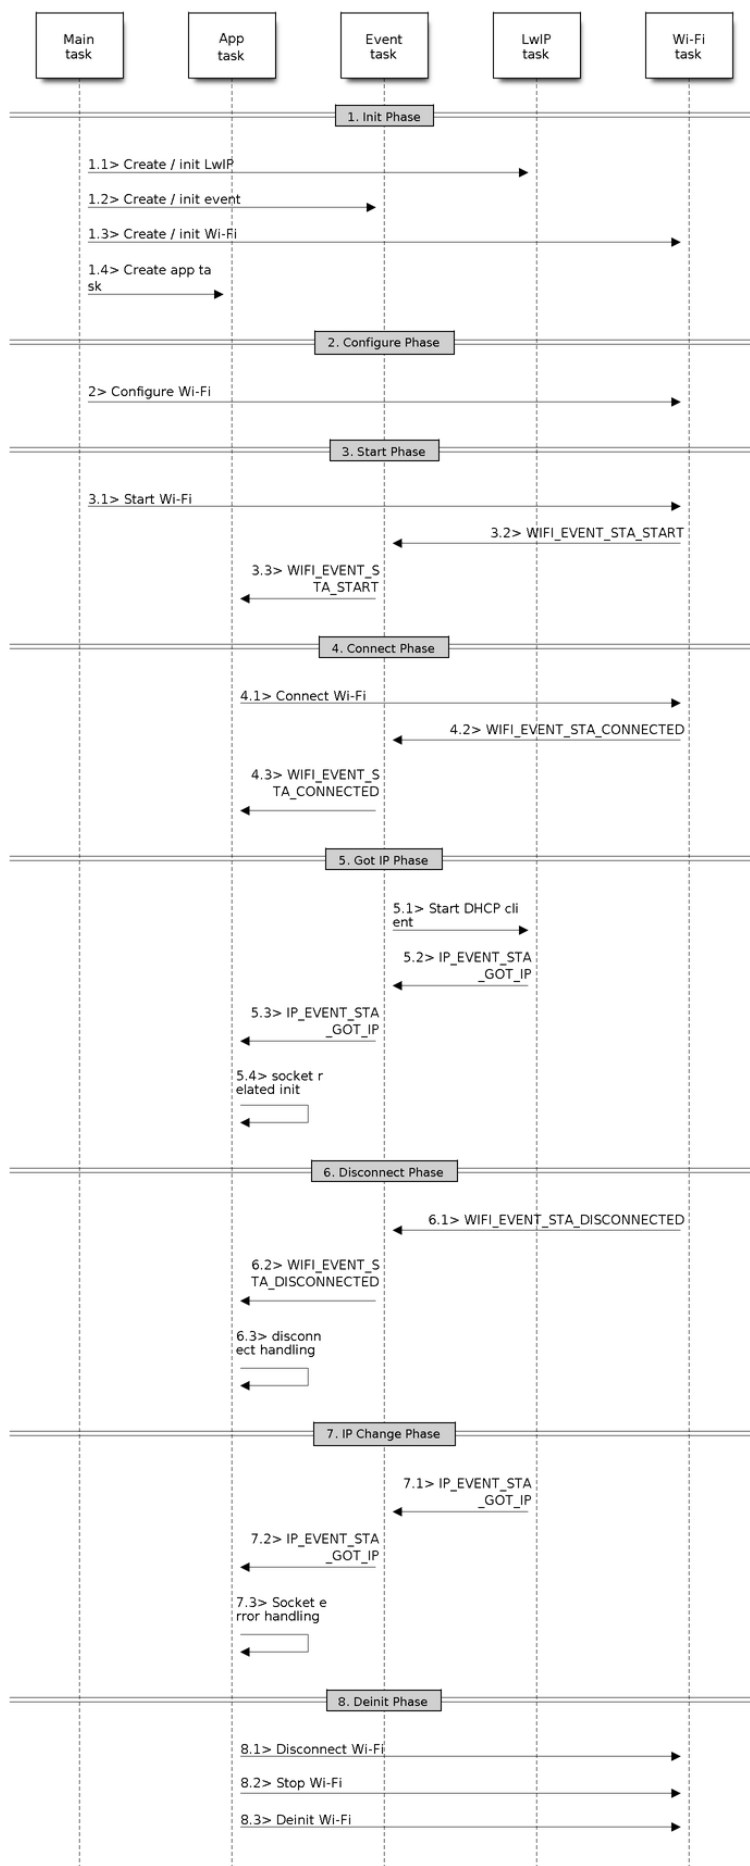 Main
task
App
task
Event
task
LwIP
task
Wi-Fi
task
1. Init Phase
1.1> Create / init LwIP
1.2> Create / init event
1.3> Create / init Wi-Fi
1.4> Create app ta
sk
2. Configure Phase
2> Configure Wi-Fi
3. Start Phase
3.1> Start Wi-Fi
3.2> WIFI_EVENT_STA_START
3.3> WIFI_EVENT_S
TA_START
4. Connect Phase
4.1> Connect Wi-Fi
4.2> WIFI_EVENT_STA_CONNECTED
4.3> WIFI_EVENT_S
TA_CONNECTED
5. Got IP Phase
5.1> Start DHCP cli
ent
5.2> IP_EVENT_STA
_GOT_IP
5.3> IP_EVENT_STA
_GOT_IP
5.4> socket r
elated init
6. Disconnect Phase
6.1> WIFI_EVENT_STA_DISCONNECTED
6.2> WIFI_EVENT_S
TA_DISCONNECTED
6.3> disconn
ect handling
7. IP Change Phase
7.1> IP_EVENT_STA
_GOT_IP
7.2> IP_EVENT_STA
_GOT_IP
7.3> Socket e
rror handling
8. Deinit Phase
8.1> Disconnect Wi-Fi
8.2> Stop Wi-Fi
8.3> Deinit Wi-Fi